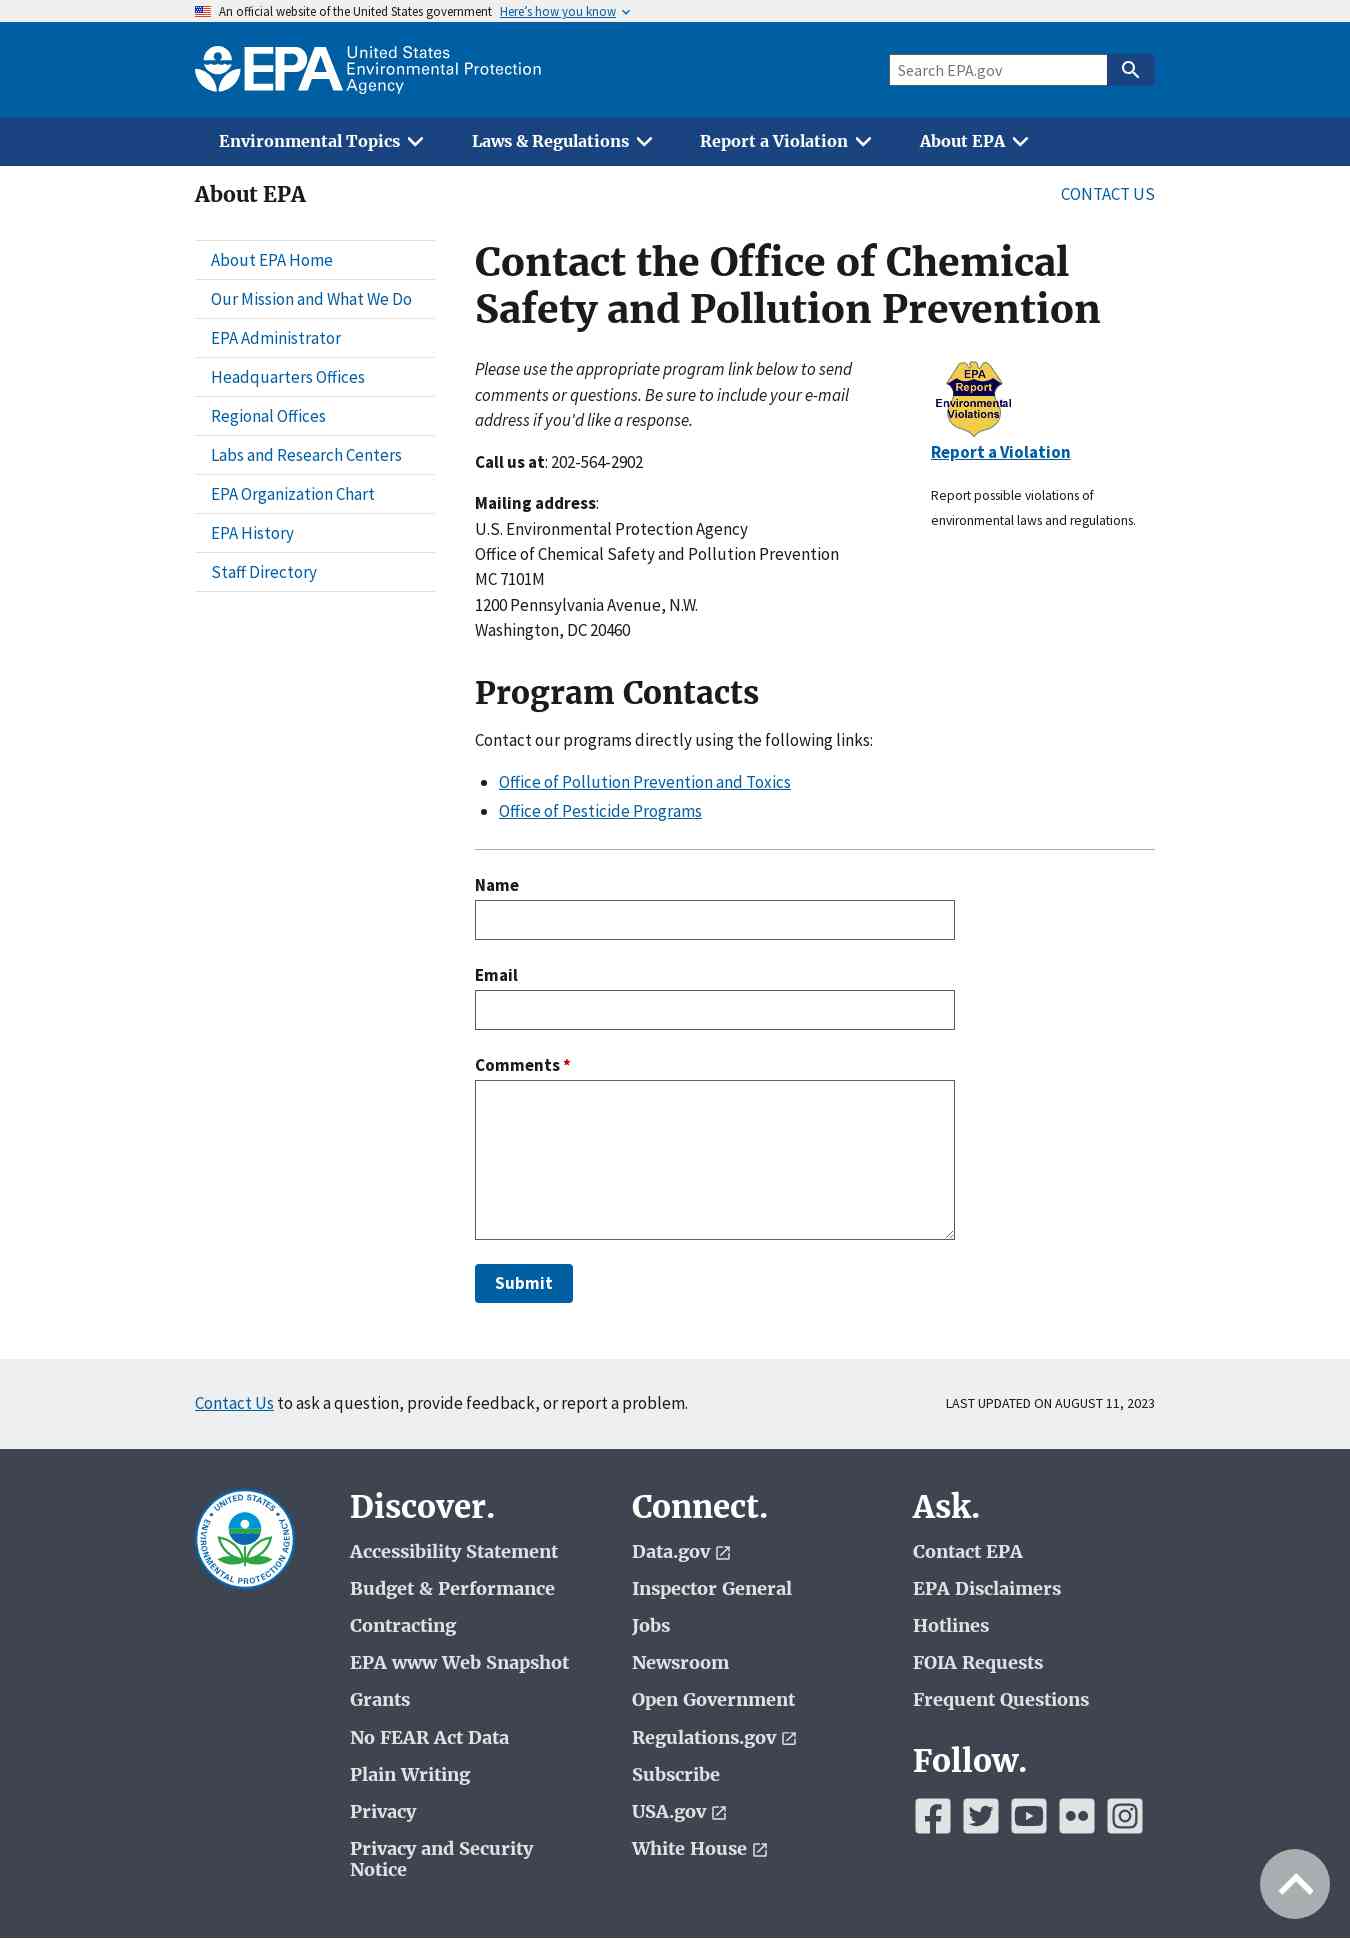 An official website of the United States government Here's how you know
EPA United States
Environmental Protection
Agency
Search EPA.gov
Environmental Topics Laws & Regulations Report a Violation About EPA
About EPA
CONTACT US
About EPA Home
Our Mission and What We Do
EPA Administrator
Headquarters Offices
Regional Offices
Labs and Research Centers
EPA Organization Chart
EPA History
Staff Directory
Contact the Office of Chemical
Safety and Pollution Prevention
Please use the appropriate program link below to send
comments or questions. Be sure to include your e-mail
address if you'd like a response.
Call us at: 202-564-2902
Mailing address:
U.S. Environmental Protection Agency
Office of Chemical Safety and Pollution Prevention
MC 7101M
1200 Pennsylvania Avenue, N.W.
Washington, DC 20460
EPA
Report
Environmental
Violations
Report a Violation
Report possible violations of
environmental laws and regulations.
Program Contacts
Contact our programs directly using the following links:
Office of Pollution Prevention and Toxics
Office of Pesticide Programs
Name
Email
Comments *
Submit
Contact Us to ask a question, provide feedback, or report a problem.
LAST UPDATED ON AUGUST 11, 2023
UNITED STATES
ENVIRONMENTAL PROTECTION AGENCY
Discover.
Accessibility Statement
Budget & Performance
Contracting
EPA www Web Snapshot
Grants
No FEAR Act Data
Plain Writing
Privacy
Privacy and Security
Notice
Connect.
Data.gov
Inspector General
Jobs
Newsroom
Open Government
Regulations.gov
Subscribe
USA.gov
White House
Ask.
Contact EPA
EPA Disclaimers
Hotlines
FOIA Requests
Frequent Questions
Follow.